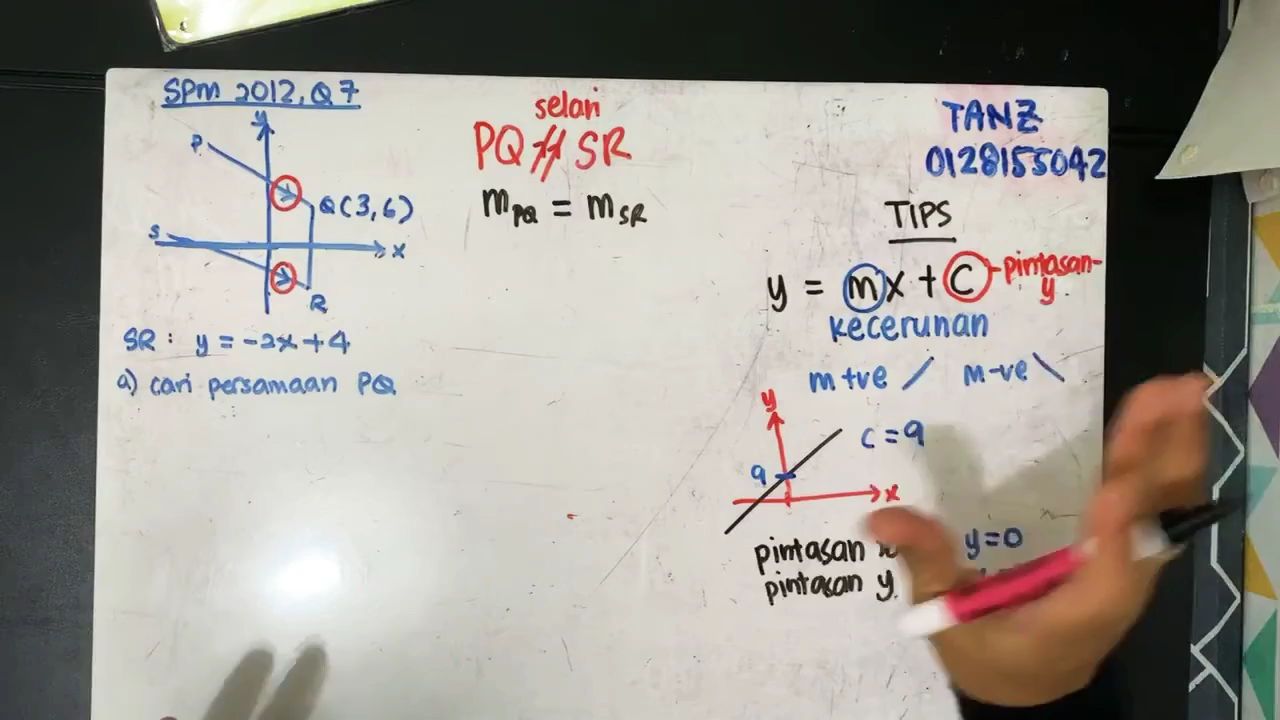 SPM 2012, Q7
y
P
Q(3,6)
S
x
R
SR: y = -2x+4
a) cari persamaan PQ
selari
PQ // SR
mPQ = mSR
TANZ
0128155042
TIPS
y = mx + C -pintasan-
y
kecerunan
m +ve / m -ve \
y
c = 9
9
x
pintasan y=0
pintasan y